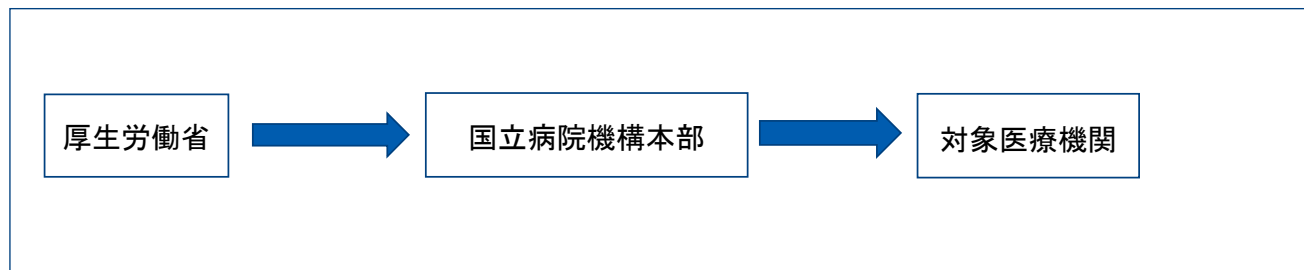 厚生労働省
国立病院機構本部
対象医療機関